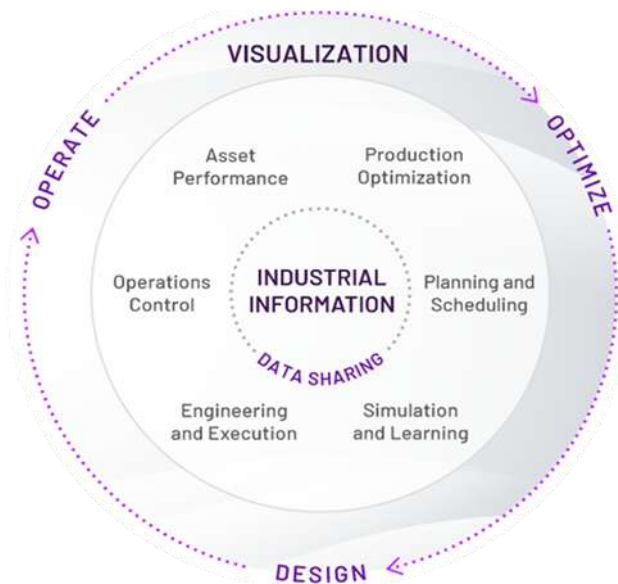 VISUALIZATION
OPERATE
OPTIMIZE
Asset
Performance
Production
Optimization
Operations
Control
INDUSTRIAL
INFORMATION
Planning and
Scheduling
DATA SHARING
Engineering
and Execution
Simulation
and Learning
DESIGN